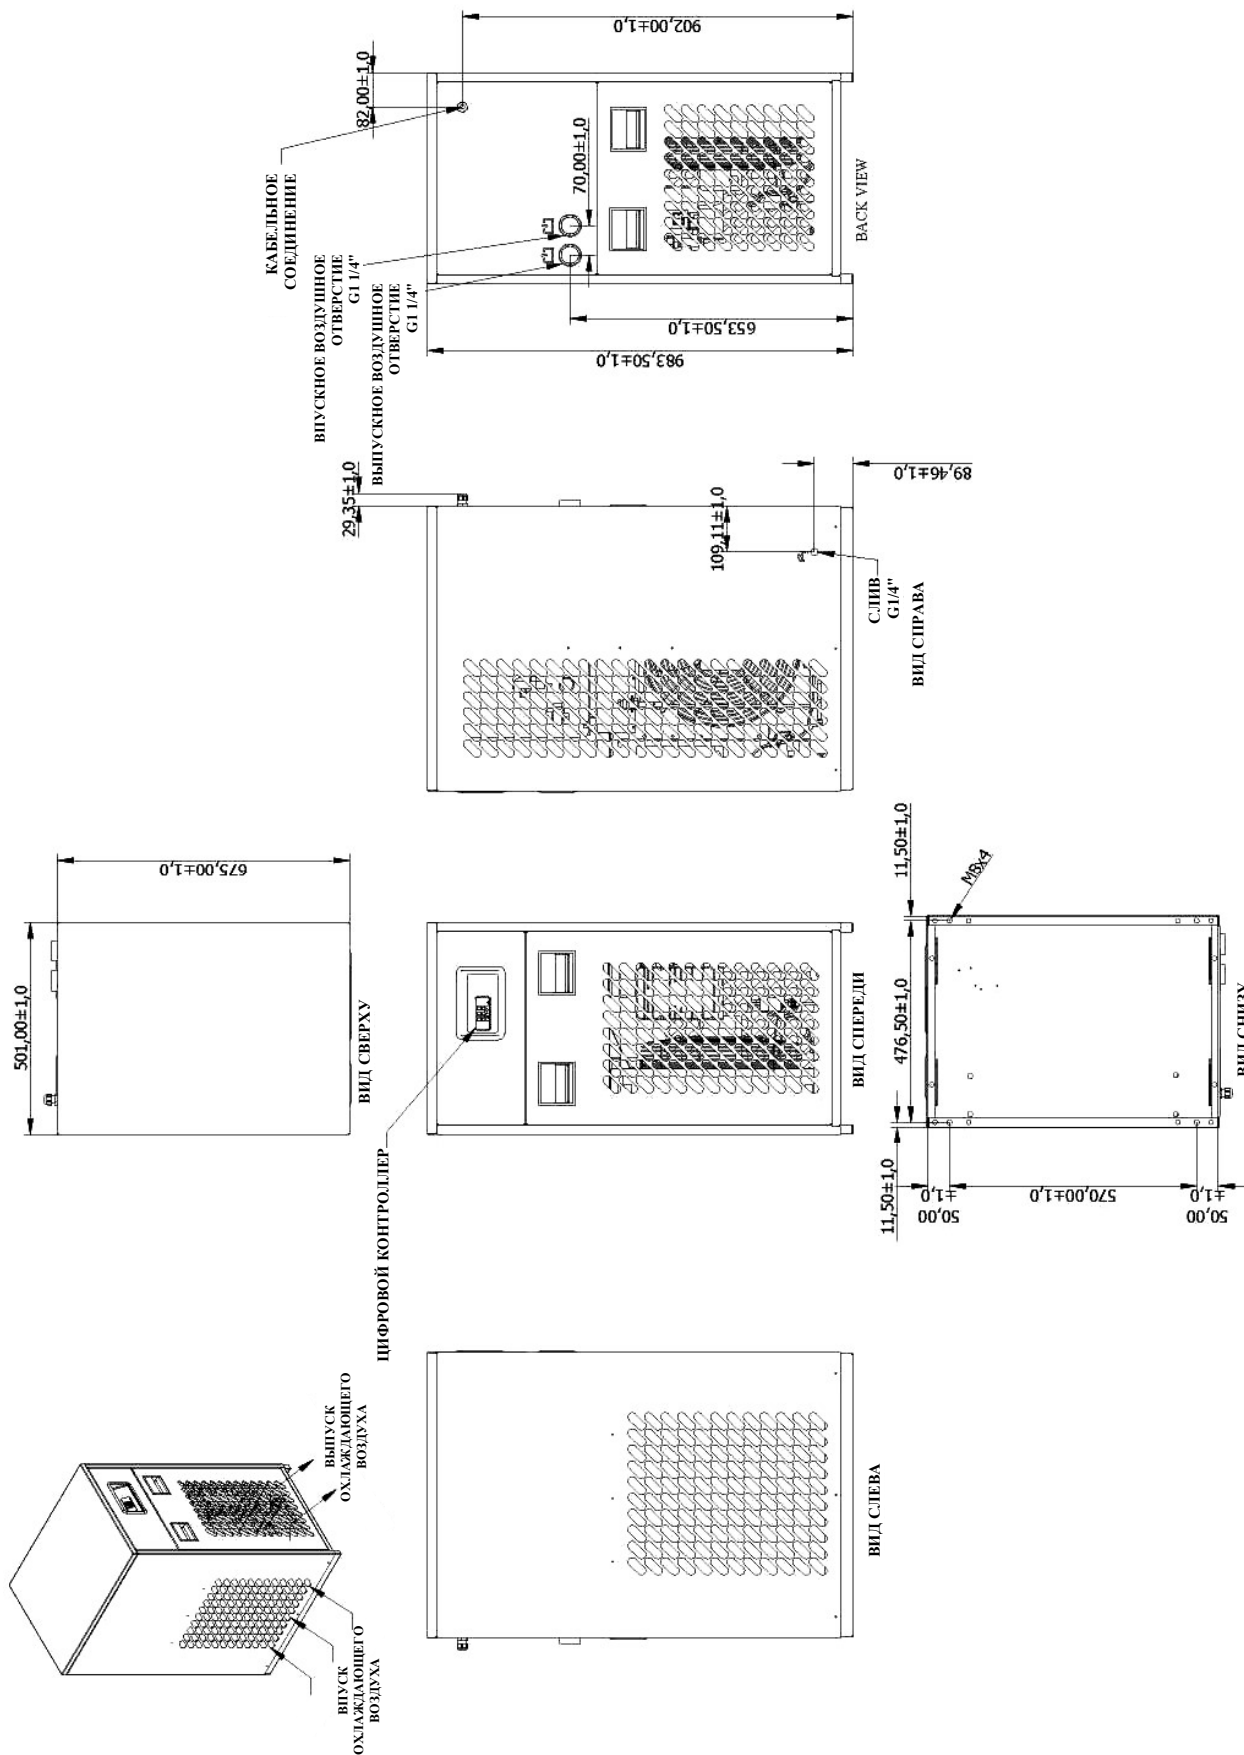 902,00±1,0
82,00±1,0
КАБЕЛЬНОЕ
СОЕДИНЕНИЕ
ВПУСКНОЕ ВОЗДУШНОЕ
ОТВЕРСТИЕ
G1 1/4"
ВЫПУСКНОЕ ВОЗДУШНОЕ
ОТВЕРСТИЕ
G1 1/4"
70,00±1,0
653,50±1,0
983,50±1,0
BACK VIEW
29,35±1,0
109,11±1,0
89,46±1,0
СЛИВ
G1/4"
ВИД СПРАВА
675,00±1,0
501,00±1,0
ВИД СВЕРХУ
ЦИФРОВОЙ КОНТРОЛЛЕР
ВИД СПЕРЕДИ
11,50±1,0
M8x4
476,50±1,0
11,50±1,0
50,00
±1,0
570,00±1,0
50,00
±1,0
ВИД СНИЗУ
ВИД СЛЕВА
ВЫПУСК
ОХЛАЖДАЮЩЕГО
ВОЗДУХА
ВПУСК
ОХЛАЖДАЮЩЕГО
ВОЗДУХА